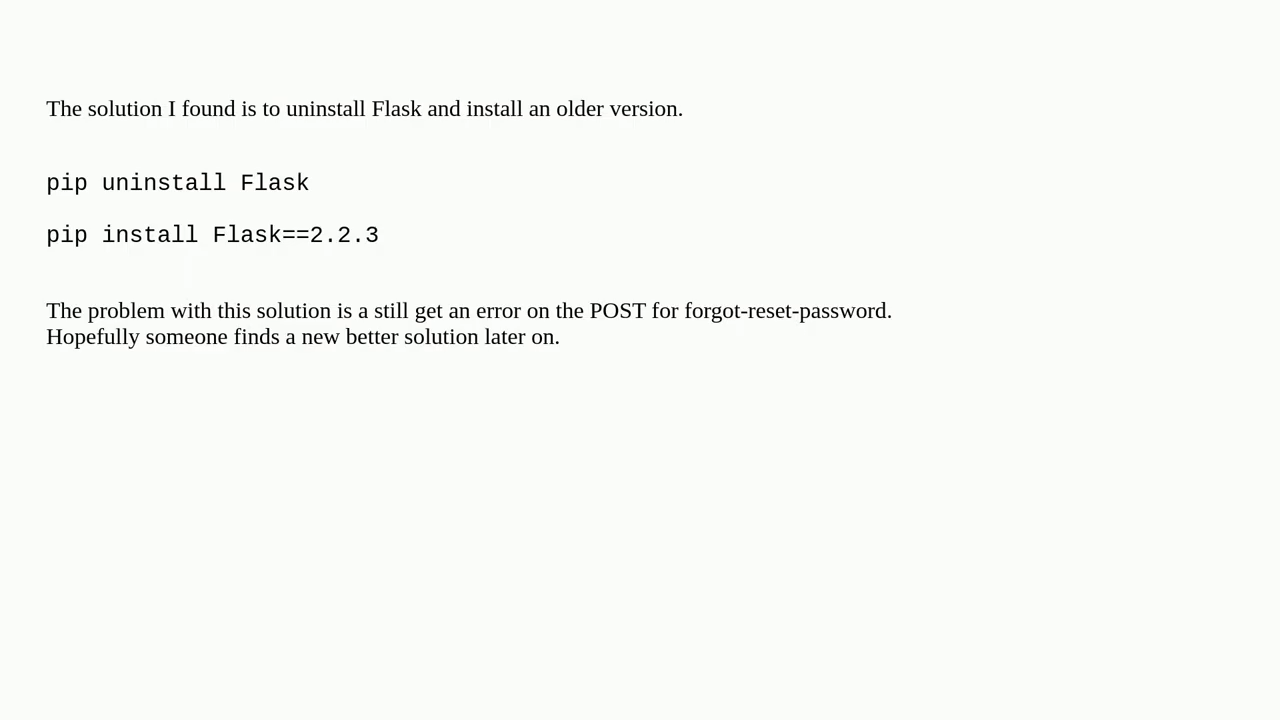 The solution I found is to uninstall Flask and install an older version.
pip uninstall Flask
pip install Flask==2.2.3
The problem with this solution is a still get an error on the POST for forgot-reset-password.
Hopefully someone finds a new better solution later on.